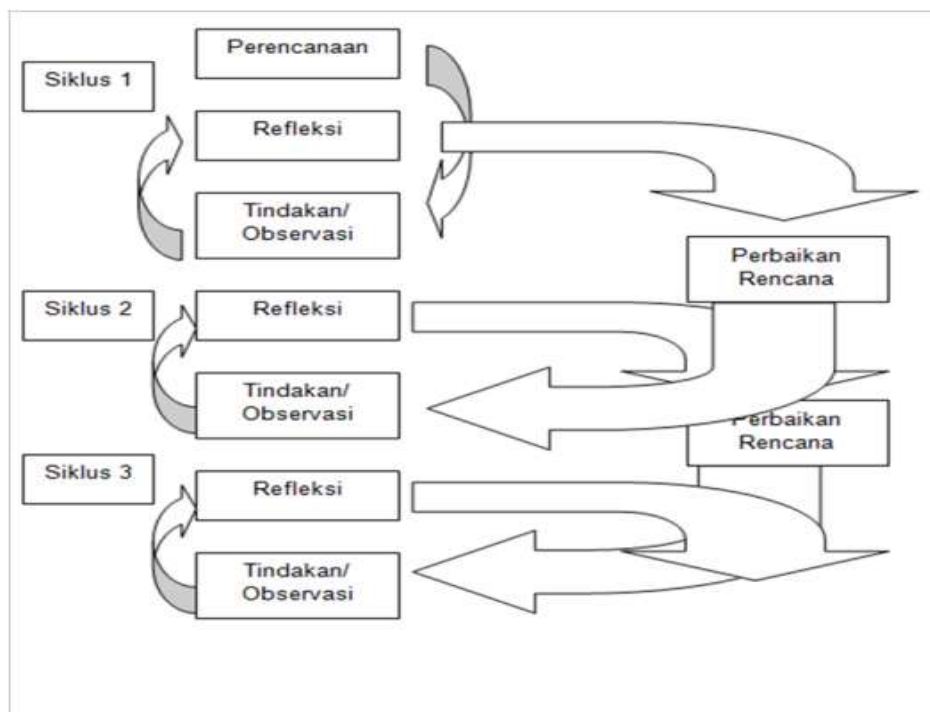 Perencanaan
Siklus 1
Refleksi
Tindakan/
Observasi
Perbaikan
Rencana
Siklus 2
Refleksi
Tindakan/
Observasi
Perbaikan
Rencana
Siklus 3
Refleksi
Tindakan/
Observasi